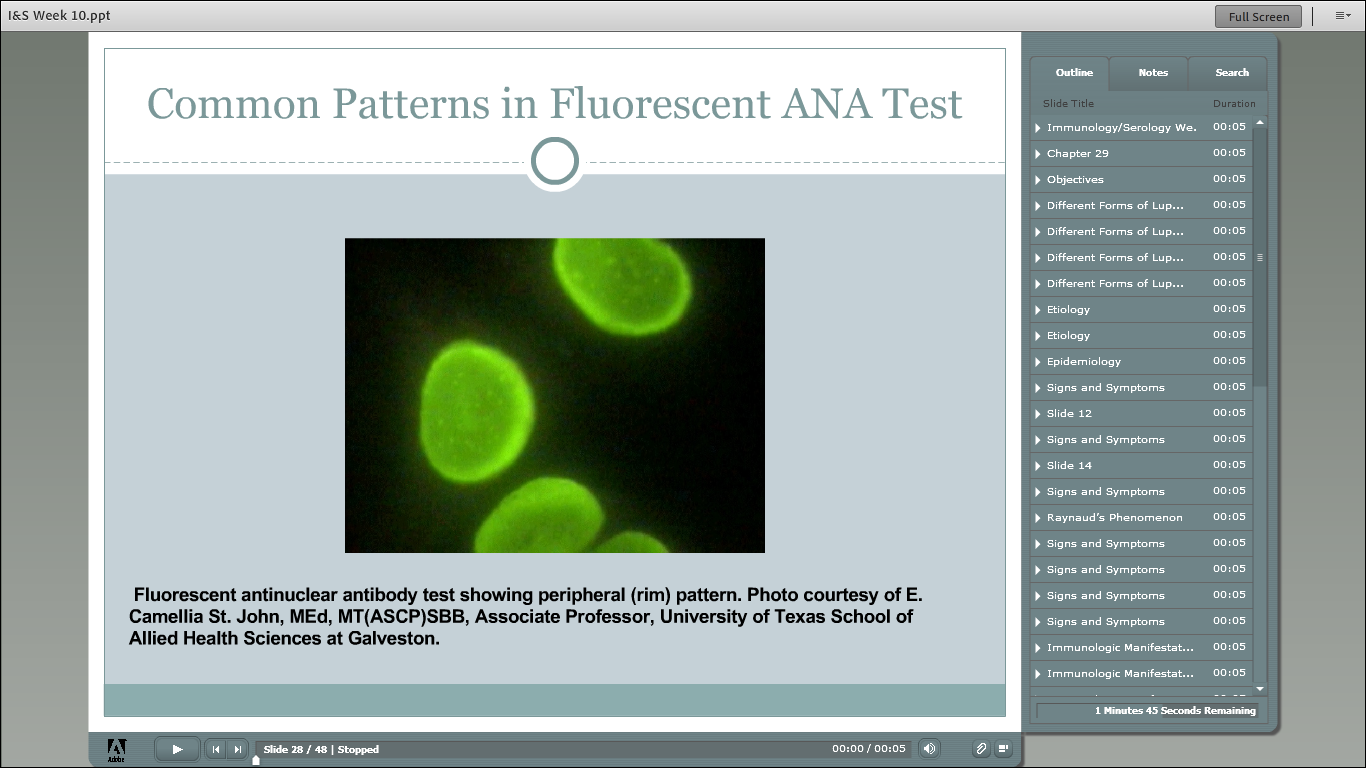 I&S Week 10.ppt
Full Screen
Common Patterns in Fluorescent ANA Test
Fluorescent antinuclear antibody test showing peripheral (rim) pattern. Photo courtesy of E.
Camellia St. John, MEd, MT(ASCP)SBB, Associate Professor, University of Texas School of
Allied Health Sciences at Galveston.
Outline Notes Search
Slide Title Duration
Immunology/Serology We. 00:05
Chapter 29 00:05
Objectives 00:05
Different Forms of Lup... 00:05
Different Forms of Lup... 00:05
Different Forms of Lup... 00:05
Different Forms of Lup... 00:05
Etiology 00:05
Etiology 00:05
Epidemiology 00:05
Signs and Symptoms 00:05
Slide 12 00:05
Signs and Symptoms 00:05
Slide 14 00:05
Signs and Symptoms 00:05
Raynaud’s Phenomenon 00:05
Signs and Symptoms 00:05
Signs and Symptoms 00:05
Signs and Symptoms 00:05
Signs and Symptoms 00:05
Immunologic Manifestat... 00:05
Immunologic Manifestat... 00:05
1 Minutes 45 Seconds Remaining
Adobe
Slide 28 / 48 | Stopped 00:00 / 00:05